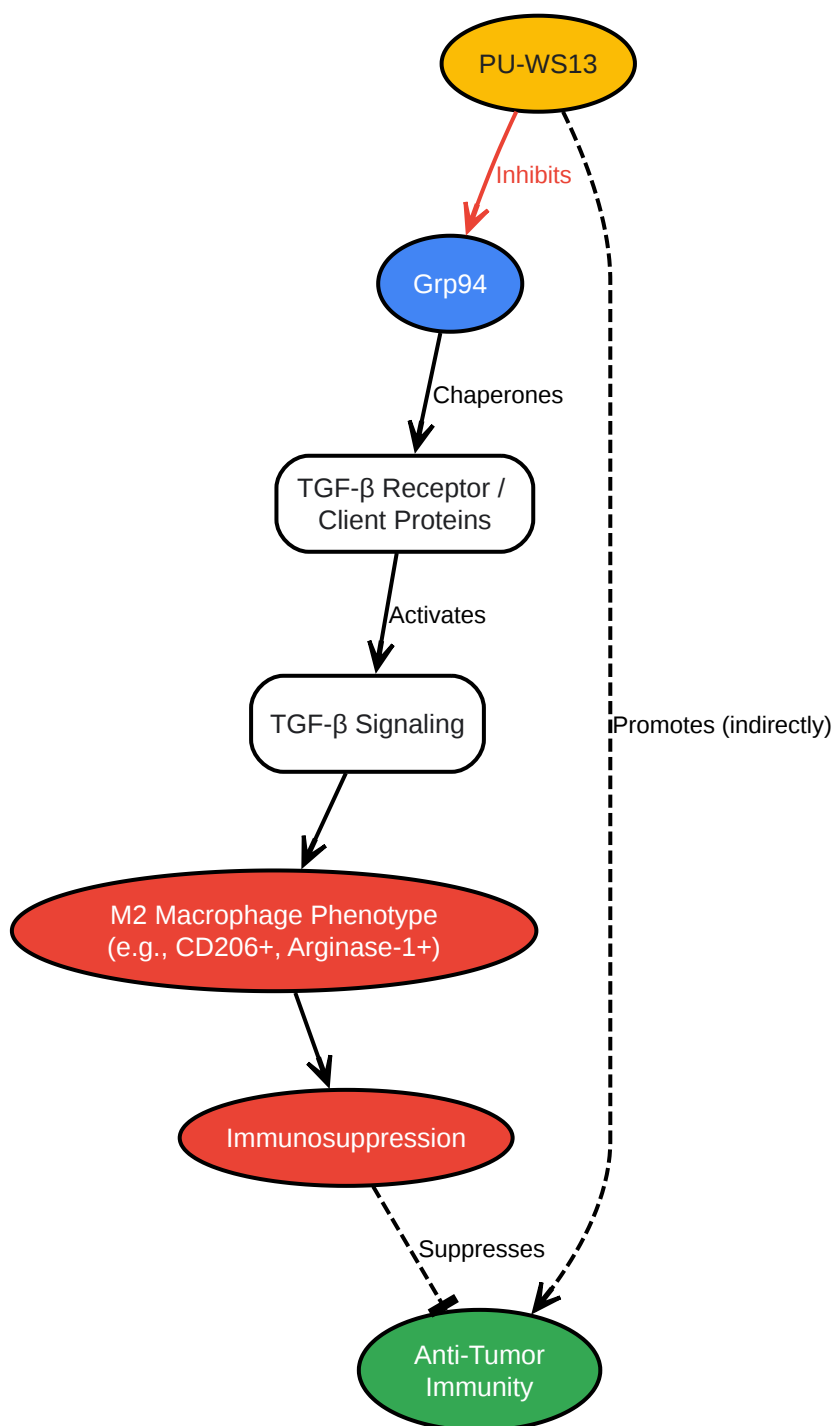 PU-WS13
Inhibits
Grp94
Chaperones
TGF-β Receptor /
Client Proteins
Activates
TGF-β Signaling
Promotes (indirectly)
M2 Macrophage Phenotype
(e.g., CD206+, Arginase-1+)
Immunosuppression
Suppresses
Anti-Tumor
Immunity